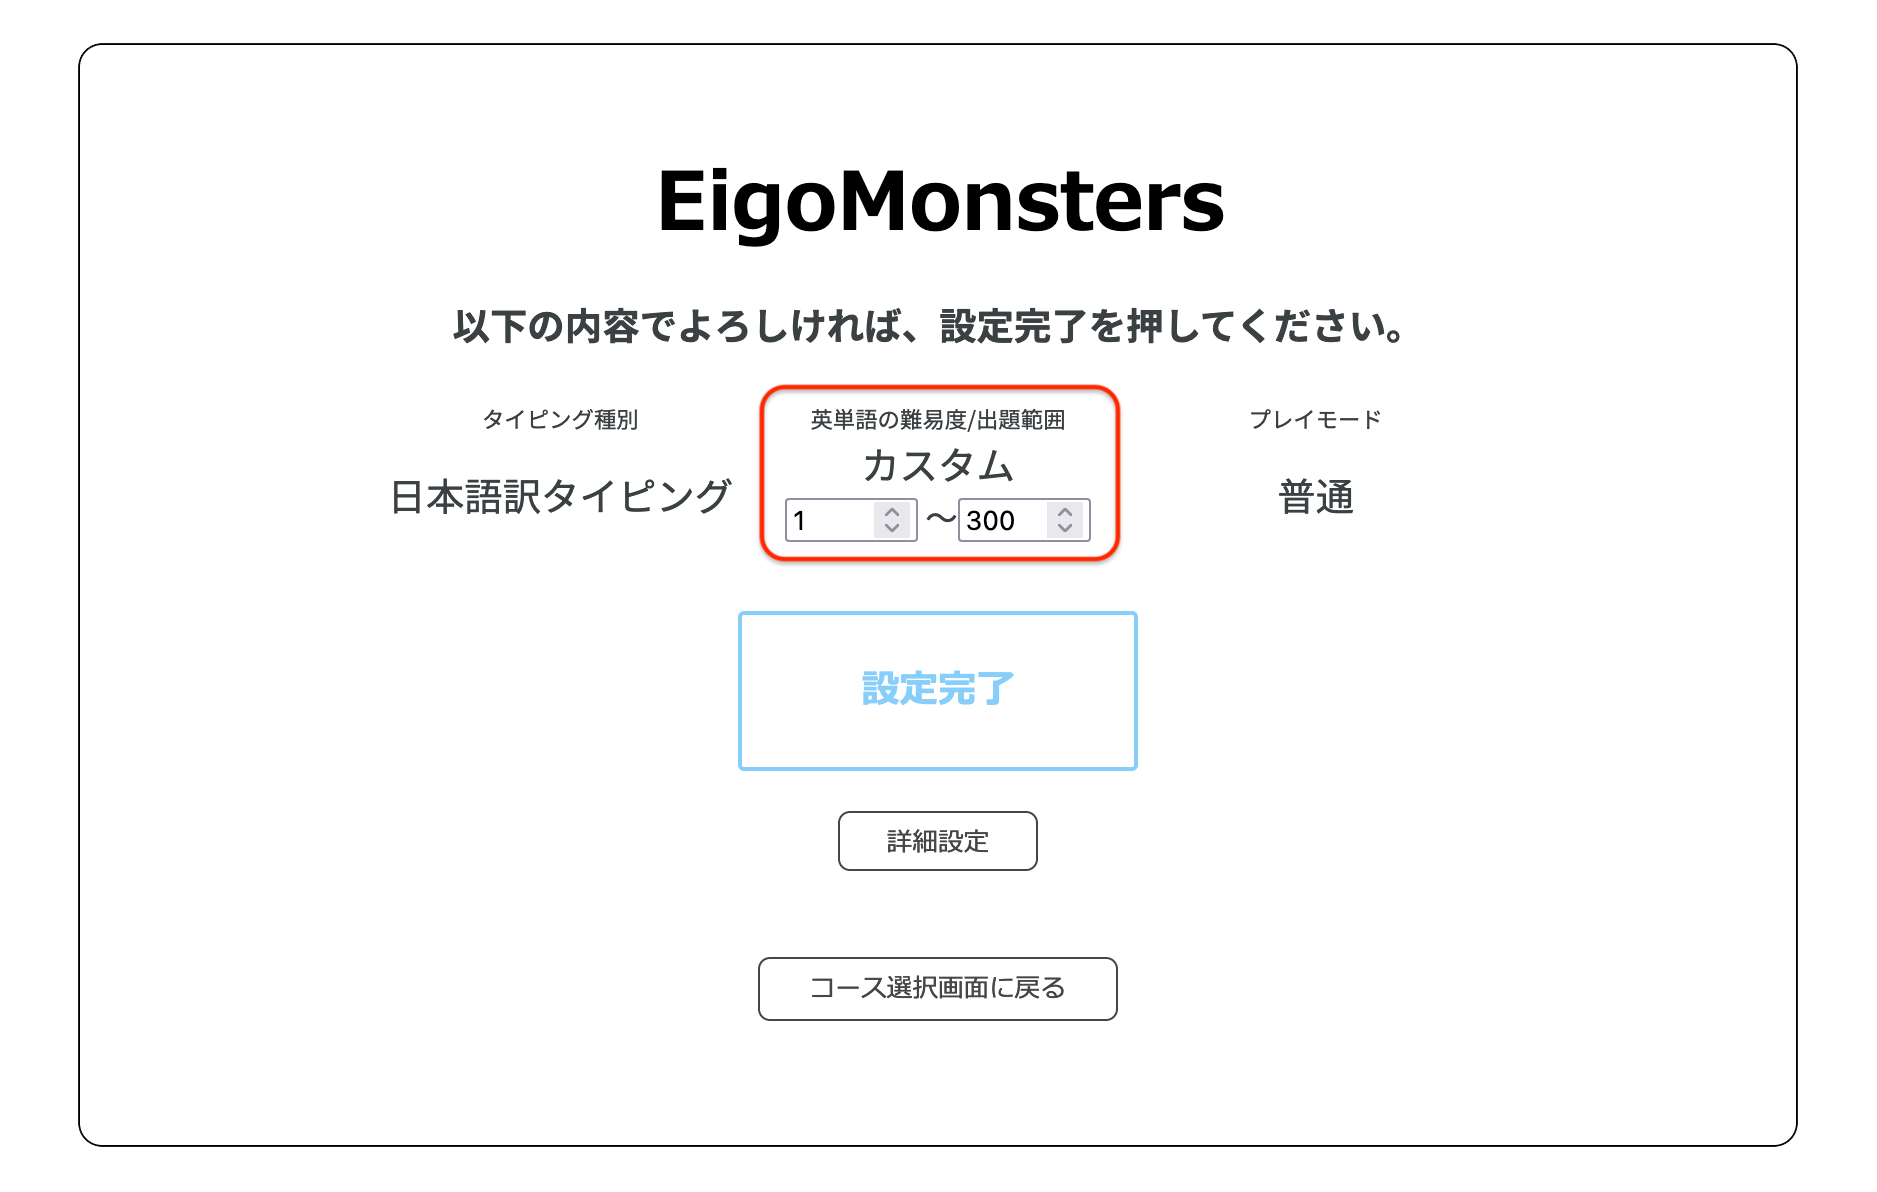 EigoMonsters
以下の内容でよろしければ、設定完了を押してください。
タイピング種別
日本語訳タイピング
英単語の難易度/出題範囲
カスタム
1 〜 300
プレイモード
普通
設定完了
詳細設定
コース選択画面に戻る